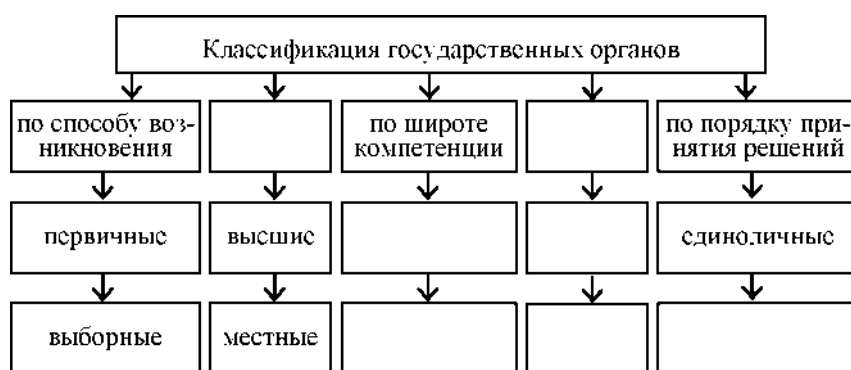 Классификация государственных органов
по способу воз-
никновения
по широте
компетенции
по порядку при-
нятия решений
первичные
высшие
единоличные
выборные
местные